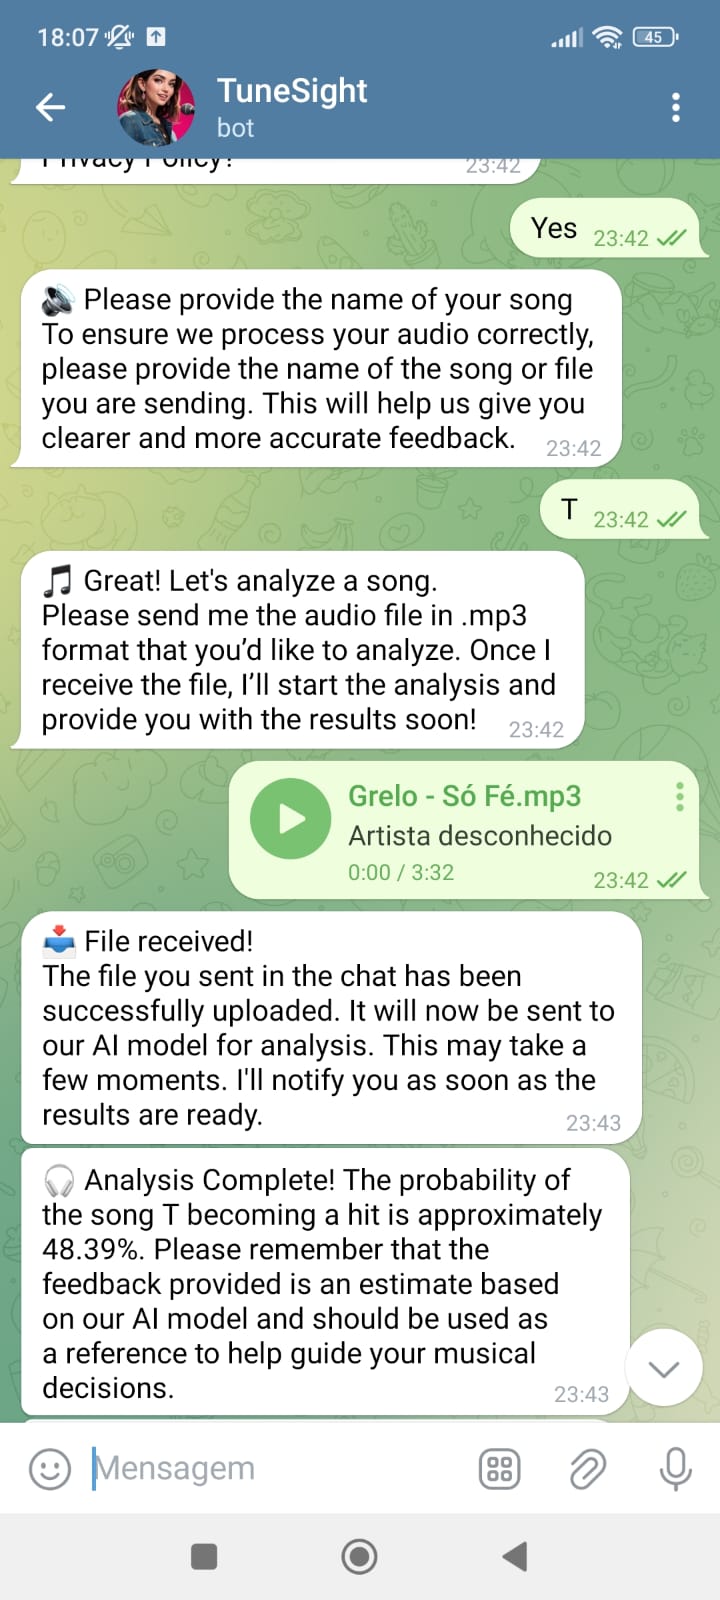 18:07
45
TuneSight
bot
Privacy Policy?
23:42
Yes
23:42
Please provide the name of your song
To ensure we process your audio correctly,
please provide the name of the song or file
you are sending. This will help us give you
clearer and more accurate feedback.
23:42
T
23:42
Great! Let's analyze a song.
Please send me the audio file in .mp3
format that you’d like to analyze. Once I
receive the file, I’ll start the analysis and
provide you with the results soon!
23:42
Grelo - Só Fé.mp3
Artista desconhecido
0:00 / 3:32
23:42
File received!
The file you sent in the chat has been
successfully uploaded. It will now be sent to
our AI model for analysis. This may take a
few moments. I'll notify you as soon as the
results are ready.
23:43
Analysis Complete! The probability of
the song T becoming a hit is approximately
48.39%. Please remember that the
feedback provided is an estimate based
on our AI model and should be used as
a reference to help guide your musical
decisions.
23:43
Mensagem